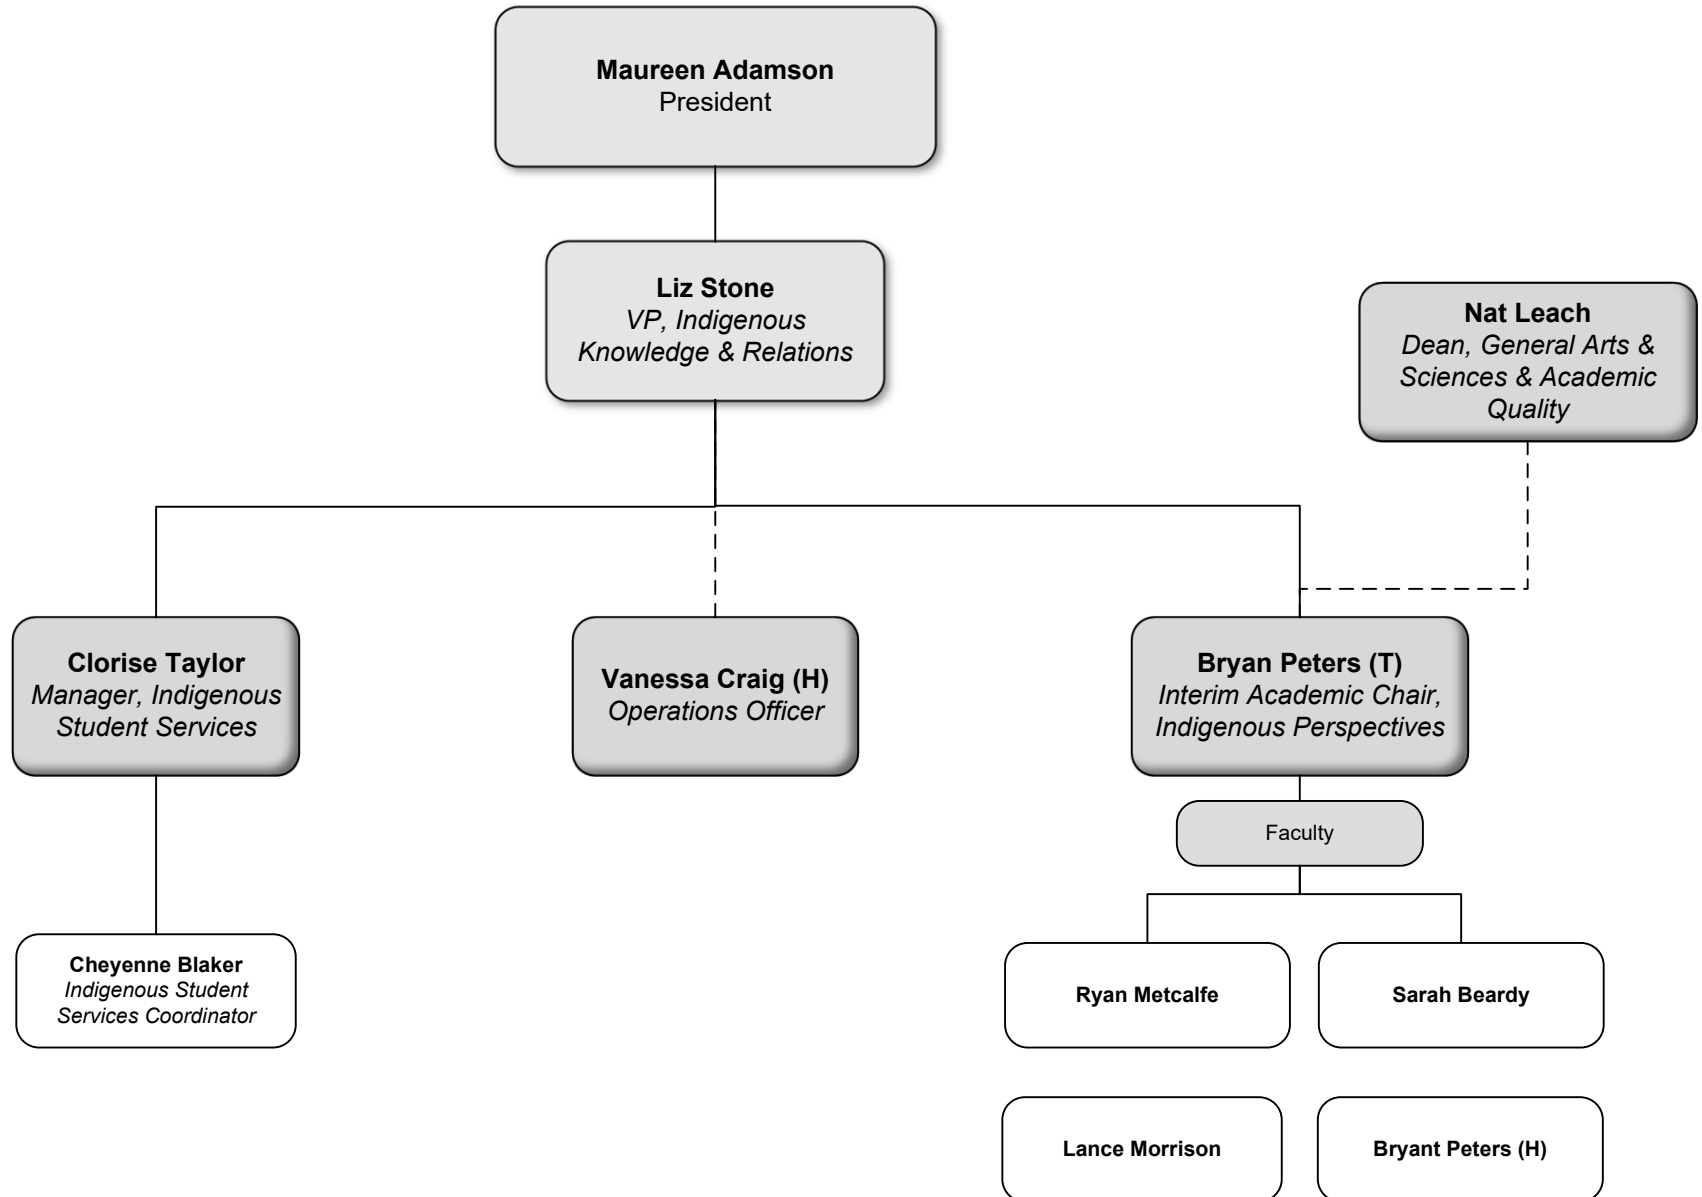 Maureen Adamson
President
Liz Stone
VP, Indigenous
Knowledge & Relations
Nat Leach
Dean, General Arts &
Sciences & Academic
Quality
Clorise Taylor
Manager, Indigenous
Student Services
Vanessa Craig (H)
Operations Officer
Bryan Peters (T)
Interim Academic Chair,
Indigenous Perspectives
Faculty
Cheyenne Blaker
Indigenous Student
Services Coordinator
Ryan Metcalfe
Sarah Beardy
Lance Morrison
Bryant Peters (H)